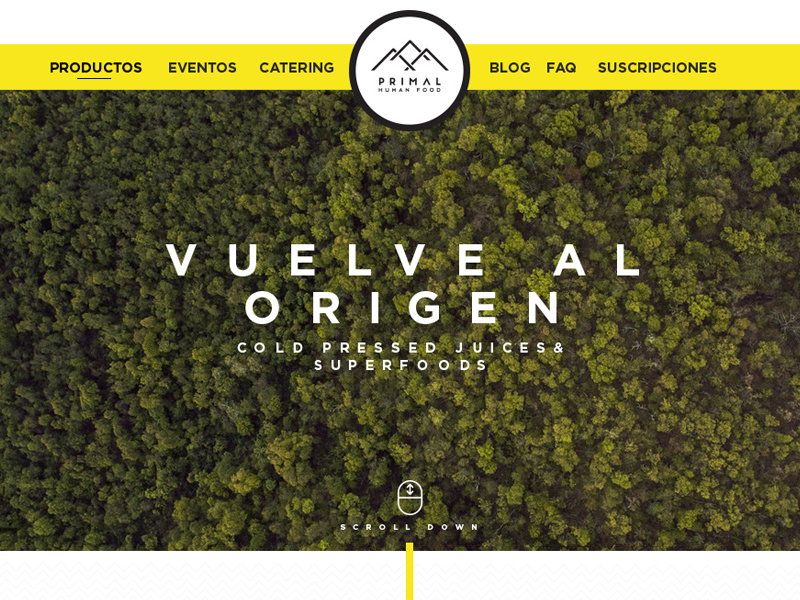 PRODUCTOS EVENTOS CATERING BLOG FAQ SUSCRIPCIONES
PRIMAL
HUMAN FOOD
VUELVE AL
ORIGEN
COLD PRESSED JUICES&
SUPERFOODS
SCROLL DOWN